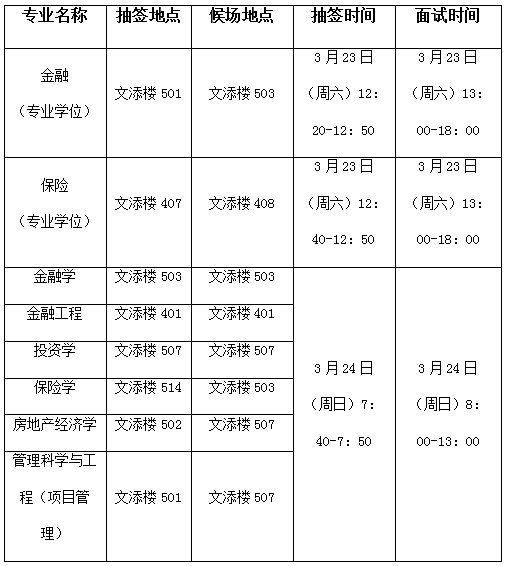 专业名称 抽签地点 候场地点 抽签时间 面试时间
金融
（专业学位）
文添楼 501
文添楼 503
3 月 23 日
（周六）12：
20-12：50
3 月 23 日
（周六）13：
00-18：00
保险
（专业学位）
文添楼 407
文添楼 408
3 月 23 日
（周六）12：
40-12：50
3 月 23 日
（周六）13：
00-18：00
金融学 文添楼 503 文添楼 503
金融工程 文添楼 401 文添楼 401
投资学 文添楼 507 文添楼 507
保险学 文添楼 514 文添楼 503
房地产经济学 文添楼 502 文添楼 507
管理科学与工
程（项目管
理）
文添楼 501
文添楼 507
3 月 24 日
（周日）7：
40-7：50
3 月 24 日
（周日）8：
00-13：00